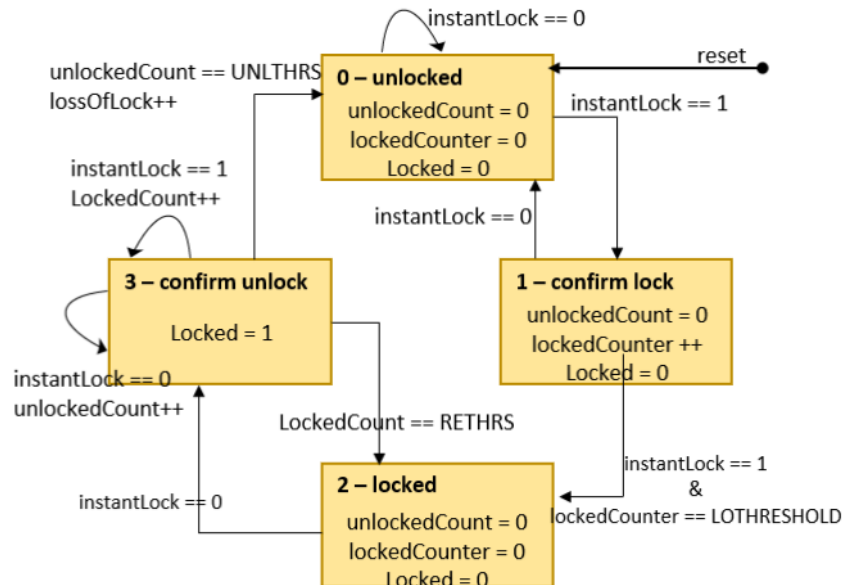 instantLock == 0
reset
unlockedCount == UNLTHRS
lossOfLock++
0 – unlocked
unlockedCount = 0
lockedCounter = 0
Locked = 0
instantLock == 1
instantLock == 1
LockedCount++
instantLock == 0
3 – confirm unlock
Locked = 1
1 – confirm lock
unlockedCount = 0
lockedCounter ++
Locked = 0
instantLock == 0
unlockedCount++
LockedCount == RETHRS
instantLock == 1
&
lockedCounter == LOTHRESHOLD
instantLock == 0
2 – locked
unlockedCount = 0
lockedCounter = 0
Locked = 0